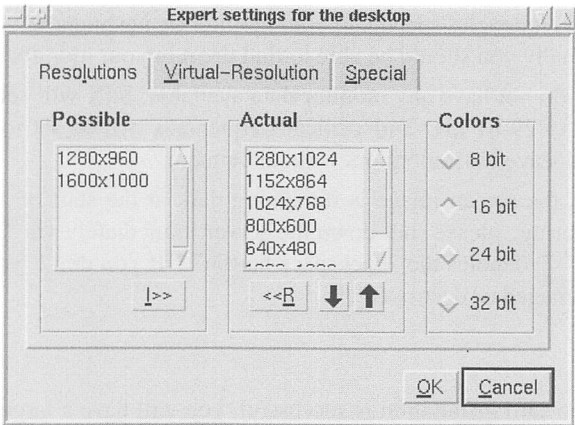 Expert settings for the desktop
Resolutions
Virtual-Resolution
Special
Possible
1280x960
1600x1000
I>>
Actual
1280x1024
1152x864
1024x768
800x600
640x480
<<R
Colors
8 bit
16 bit
24 bit
32 bit
OK
Cancel